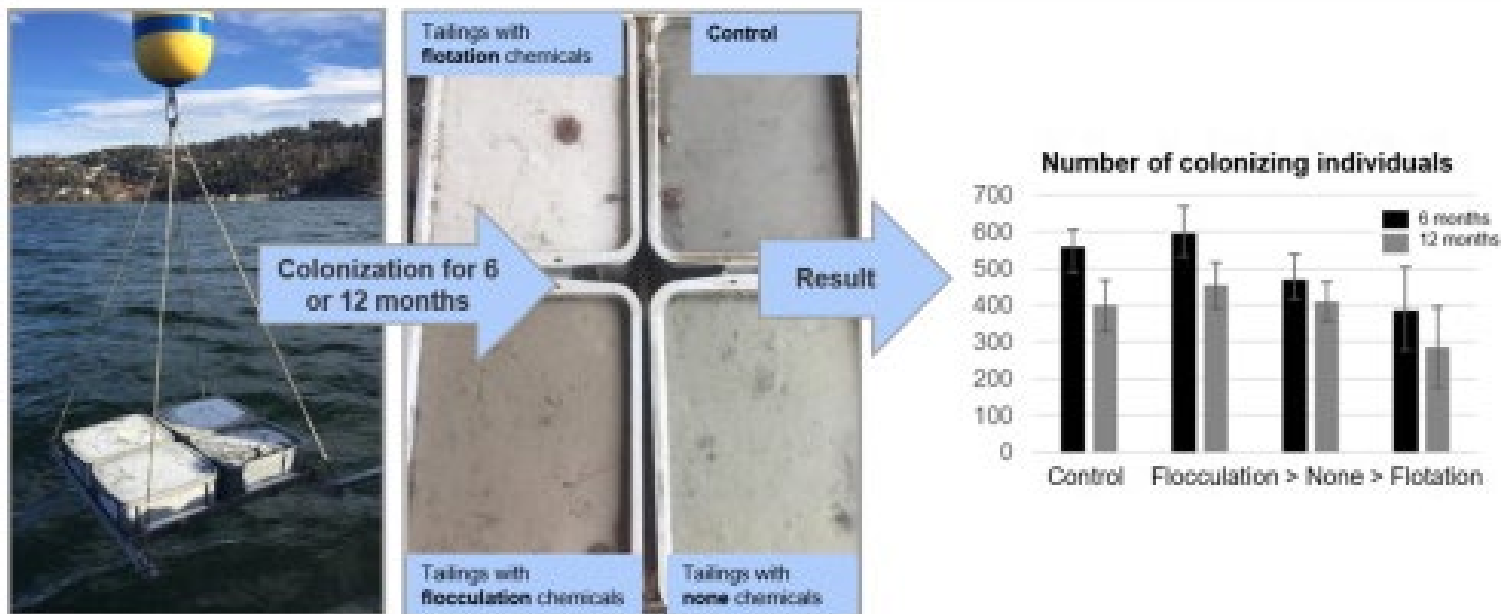 Tailings with
flotation chemicals
Control
Colonization for 6
or 12 months
Result
Tailings with
flocculation chemicals
Tailings with
none chemicals
Number of colonizing individuals
700
600
500
400
300
200
100
0
6 months
12 months
Control Flocculation > None > Flotation